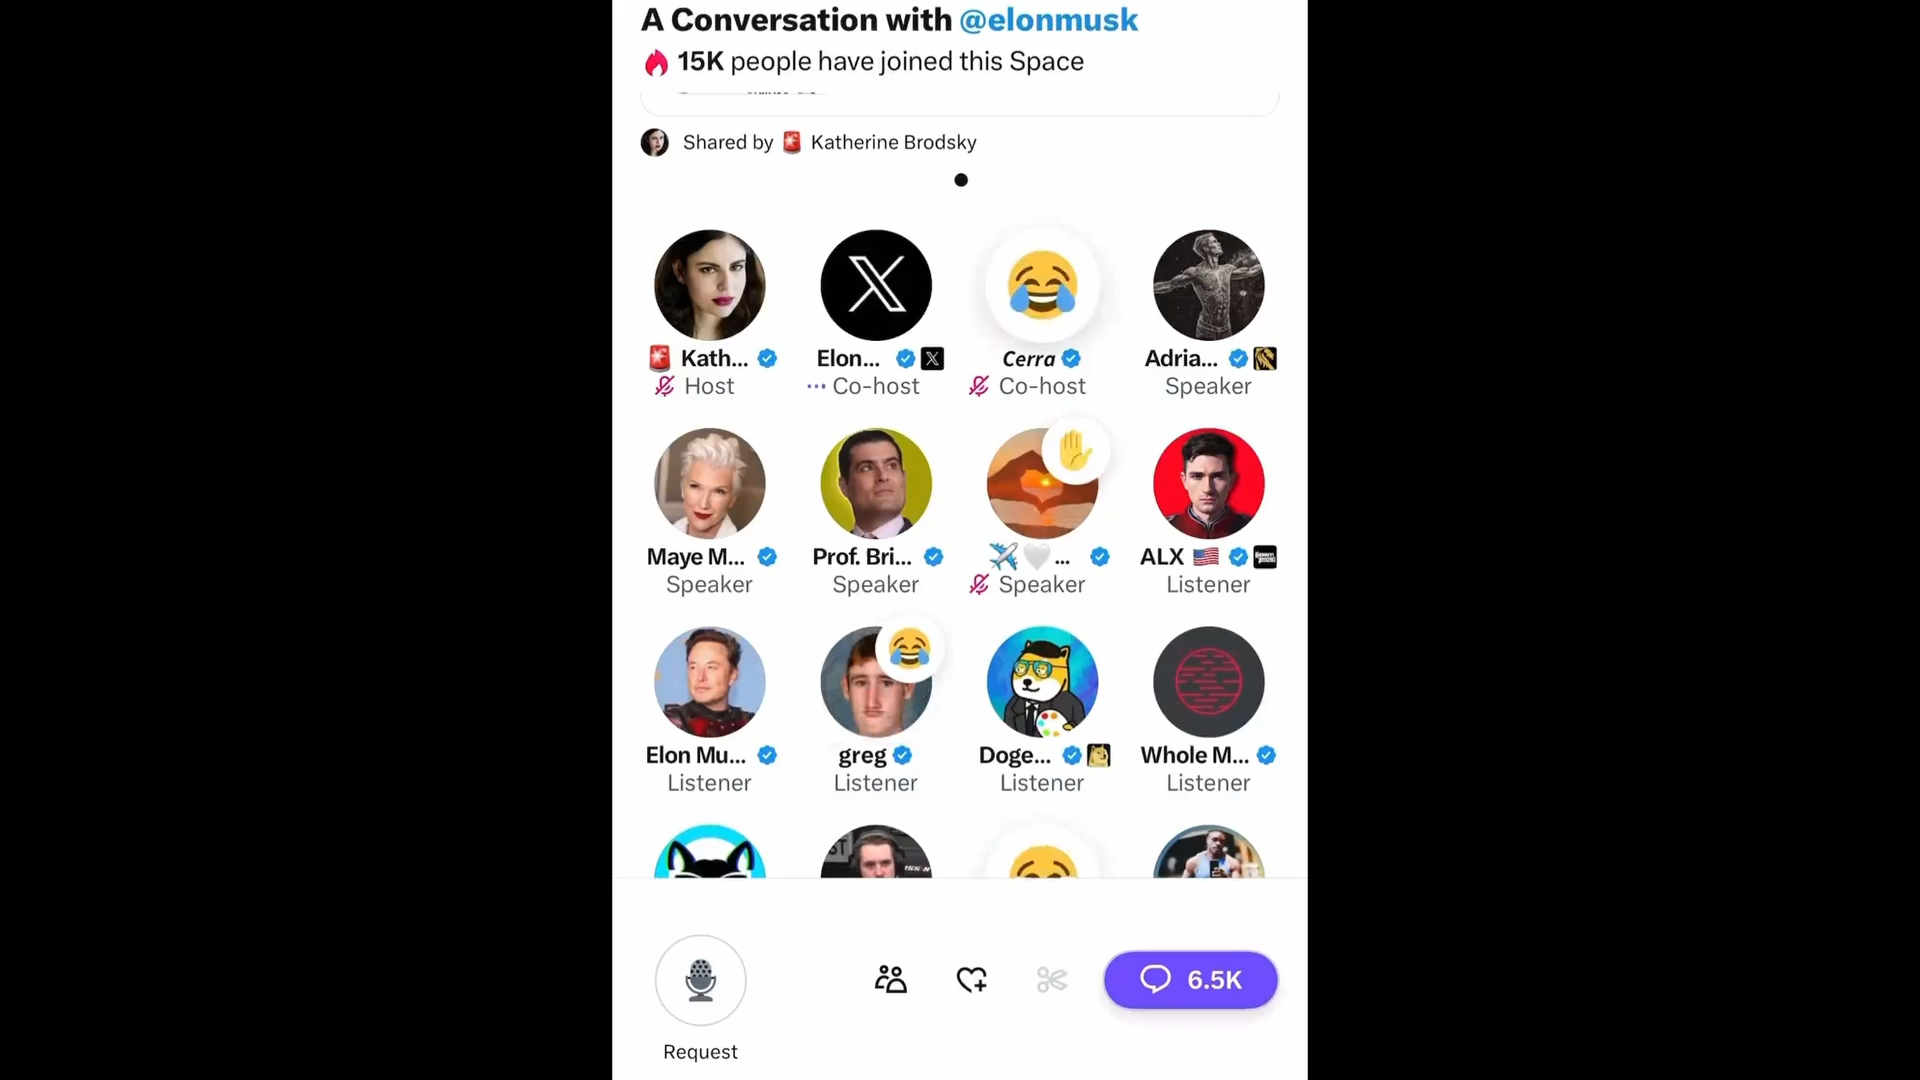 A Conversation with @elonmusk
15K people have joined this Space
Shared by Katherine Brodsky
Kath... Elon... Cerra Adria...
Host Co-host Co-host Speaker
Maye M... Prof. Bri... ... ALX
Speaker Speaker Speaker Listener
Elon Mu... greg Doge... Whole M...
Listener Listener Listener Listener
6.5K
Request